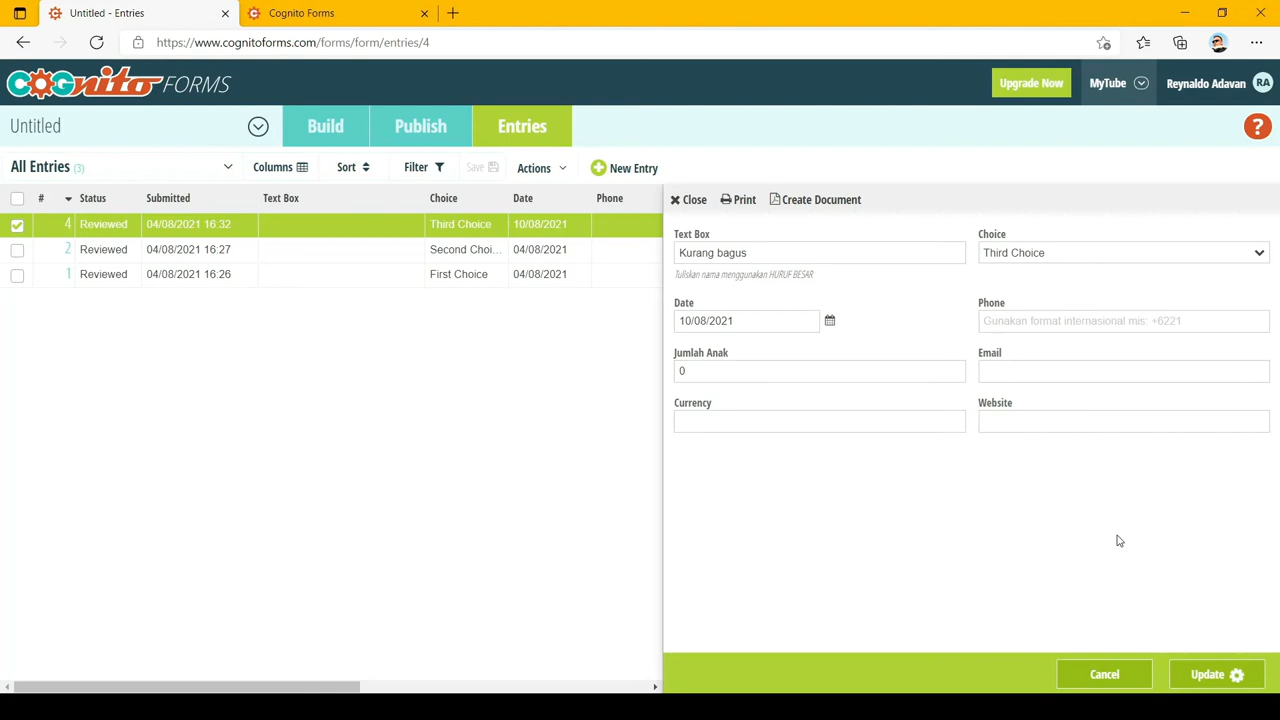 Untitled - Entries
Cognito Forms
https://www.cognitoforms.com/forms/form/entries/4
COGnito FORMS
Upgrade Now
MyTube
Reynaldo Adavan
RA
Untitled
Build
Publish
Entries
?
All Entries (3)
Columns
Sort
Filter
Save
Actions
New Entry
# Status Submitted Text Box Choice Date Phone
4 Reviewed 04/08/2021 16:32 Third Choice 10/08/2021
2 Reviewed 04/08/2021 16:27 Second Choi... 04/08/2021
1 Reviewed 04/08/2021 16:26 First Choice 04/08/2021
Close Print Create Document
Text Box
Kurang bagus
Tuliskan nama menggunakan HURUF BESAR
Choice
Third Choice
Date
10/08/2021
Phone
Gunakan format internasional mis: +6221
Jumlah Anak
0
Email
Currency
Website
Cancel
Update